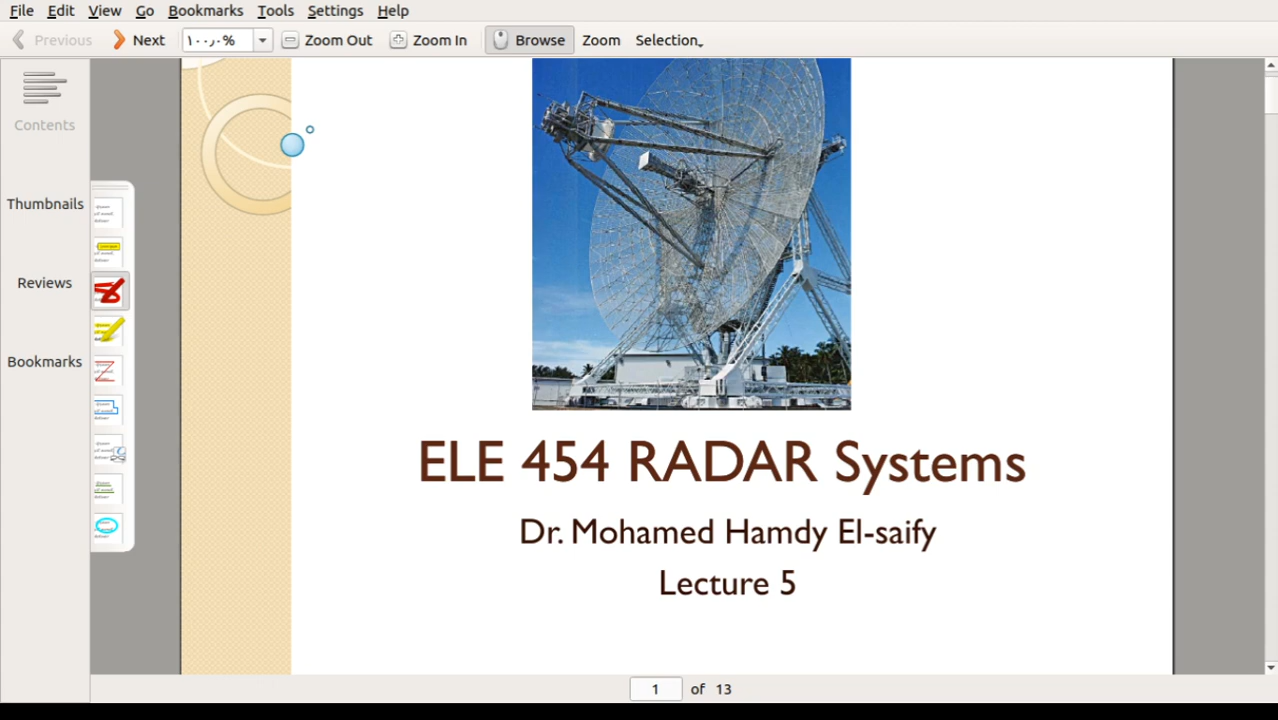 File Edit View Go Bookmarks Tools Settings Help
Previous Next ١٠٠٫٠% Zoom Out Zoom In Browse Zoom Selection
Contents
Thumbnails
Reviews
Bookmarks
ELE 454 RADAR Systems
Dr. Mohamed Hamdy El-saify
Lecture 5
1 of 13